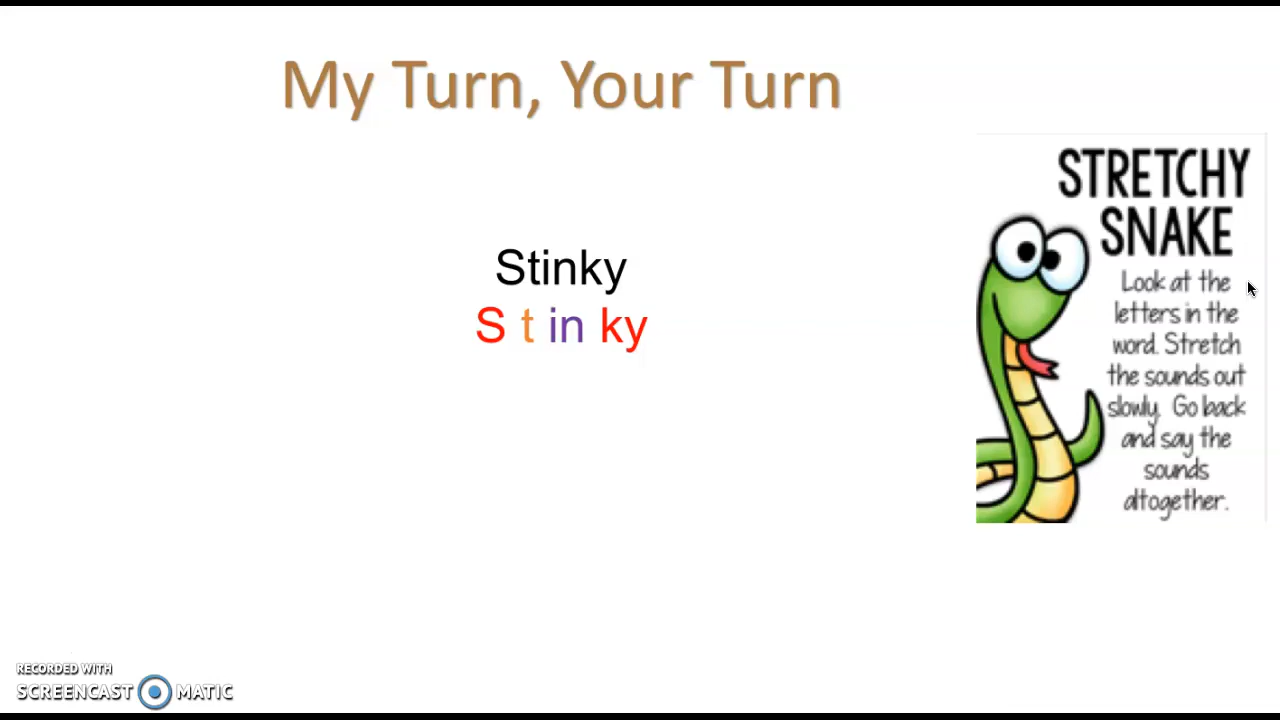 My Turn, Your Turn
Stinky
S t in ky
STRETCHY
SNAKE
Look at the
letters in the
word. Stretch
the sounds out
slowly. Go back
and say the
sounds
altogether.
RECORDED WITH
SCREENCAST MATIC